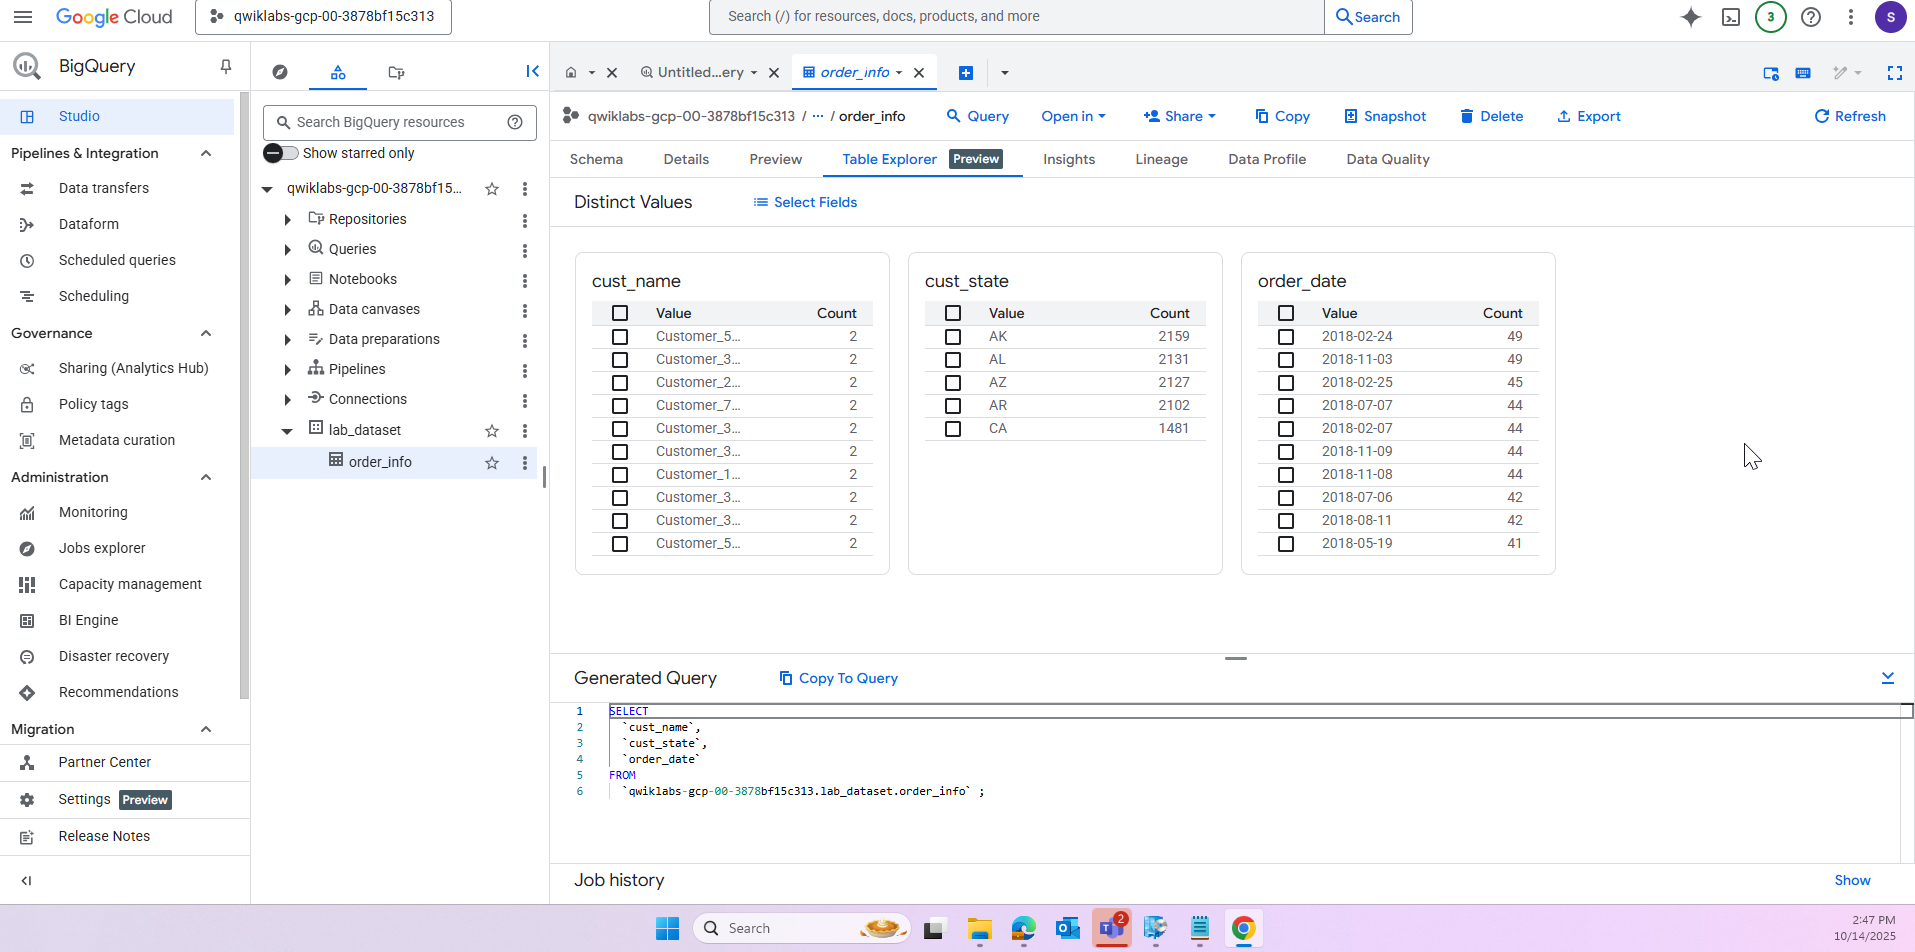 Google Cloud
qwiklabs-gcp-00-3878bf15c313
Search (/) for resources, docs, products, and more
Search
3
S
BigQuery
Studio
Pipelines & Integration
Data transfers
Dataform
Scheduled queries
Scheduling
Governance
Sharing (Analytics Hub)
Policy tags
Metadata curation
Administration
Monitoring
Jobs explorer
Capacity management
BI Engine
Disaster recovery
Recommendations
Migration
Partner Center
Settings Preview
Release Notes
Search BigQuery resources
Show starred only
qwiklabs-gcp-00-3878bf15...
Repositories
Queries
Notebooks
Data canvases
Data preparations
Pipelines
Connections
lab_dataset
order_info
Untitled...ery
order_info
qwiklabs-gcp-00-3878bf15c313 / ... / order_info
Query
Open in
Share
Copy
Snapshot
Delete
Export
Refresh
Schema
Details
Preview
Table Explorer Preview
Insights
Lineage
Data Profile
Data Quality
Distinct Values
Select Fields
cust_name
Value Count
Customer_5... 2
Customer_3... 2
Customer_2... 2
Customer_7... 2
Customer_3... 2
Customer_3... 2
Customer_1... 2
Customer_3... 2
Customer_3... 2
Customer_5... 2
cust_state
Value Count
AK 2159
AL 2131
AZ 2127
AR 2102
CA 1481
order_date
Value Count
2018-02-24 49
2018-11-03 49
2018-02-25 45
2018-07-07 44
2018-02-07 44
2018-11-09 44
2018-11-08 44
2018-07-06 42
2018-08-11 42
2018-05-19 41
Generated Query
Copy To Query
1 SELECT
2 `cust_name`,
3 `cust_state`,
4 `order_date`
5 FROM
6 `qwiklabs-gcp-00-3878bf15c313.lab_dataset.order_info` ;
Job history
Show
Search
2
2:47 PM
10/14/2025